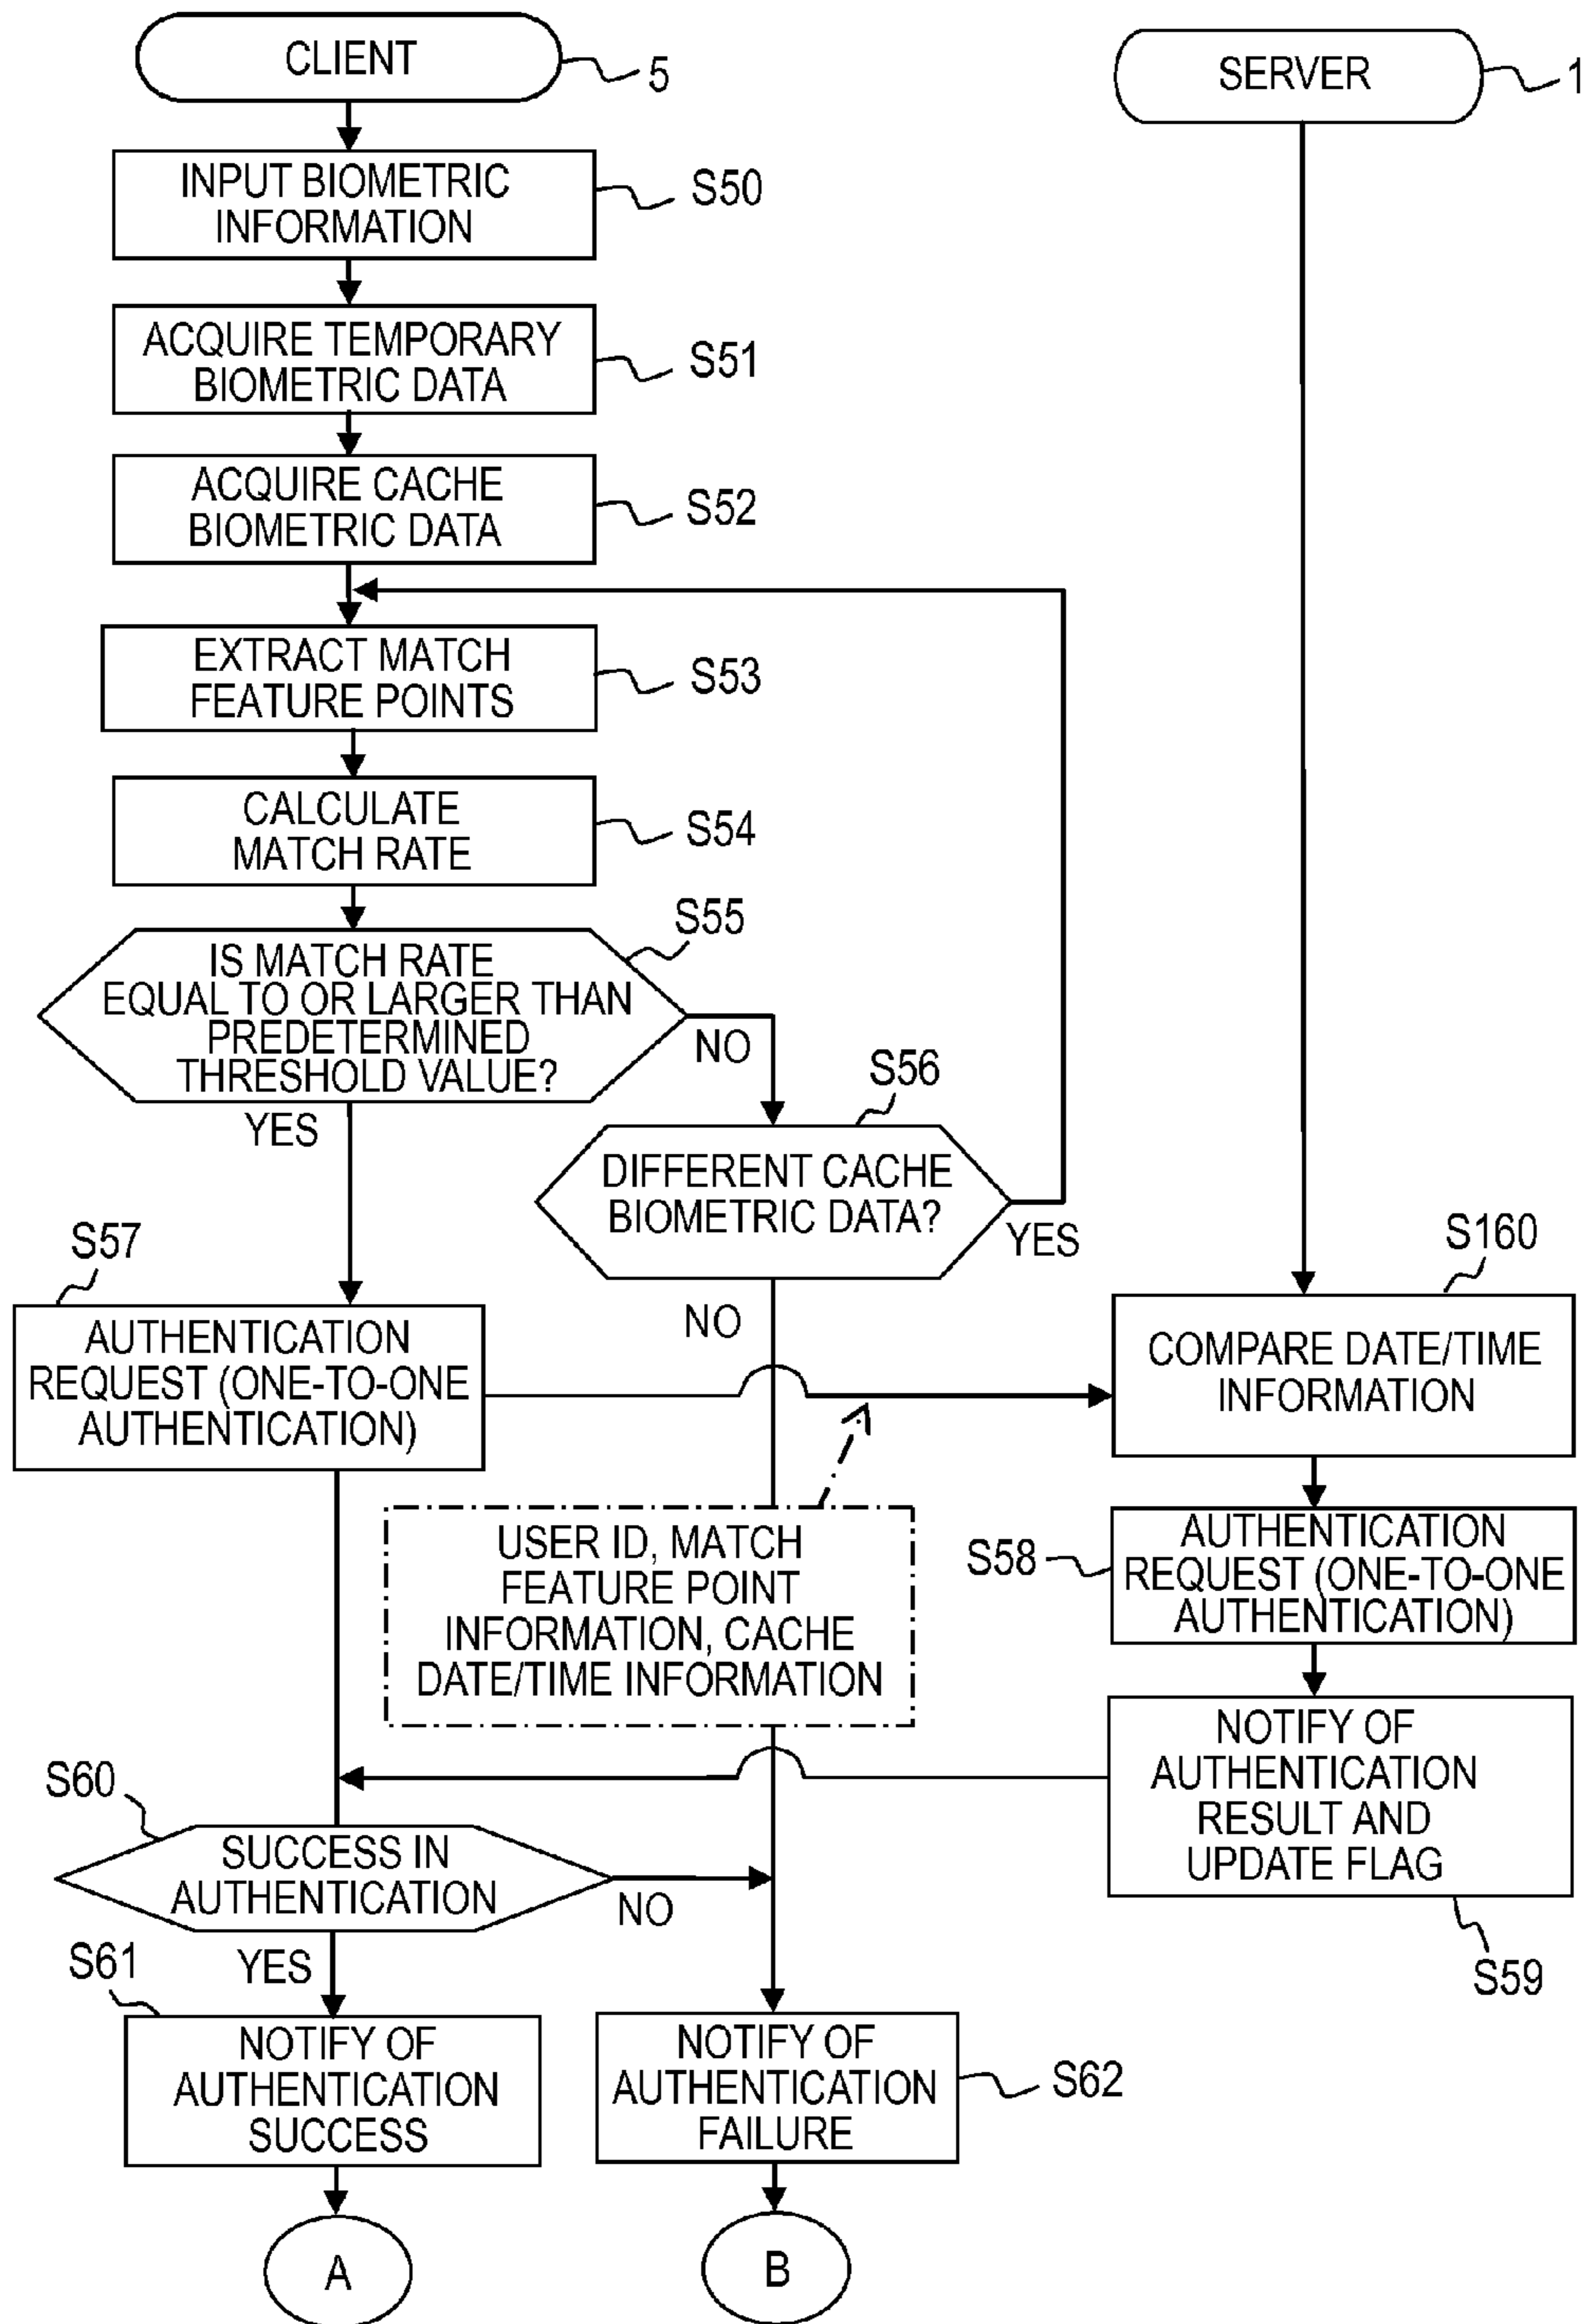 CLIENT
5
SERVER
1
INPUT BIOMETRIC
INFORMATION
S50
ACQUIRE TEMPORARY
BIOMETRIC DATA
S51
ACQUIRE CACHE
BIOMETRIC DATA
S52
EXTRACT MATCH
FEATURE POINTS
S53
CALCULATE
MATCH RATE
S54
S55
IS MATCH RATE
EQUAL TO OR LARGER THAN
PREDETERMINED
THRESHOLD VALUE?
NO
YES
S56
DIFFERENT CACHE
BIOMETRIC DATA?
YES
NO
S57
AUTHENTICATION
REQUEST (ONE-TO-ONE
AUTHENTICATION)
S160
COMPARE DATE/TIME
INFORMATION
USER ID, MATCH
FEATURE POINT
INFORMATION, CACHE
DATE/TIME INFORMATION
S58
AUTHENTICATION
REQUEST (ONE-TO-ONE
AUTHENTICATION)
NOTIFY OF
AUTHENTICATION
RESULT AND
UPDATE FLAG
S59
S60
SUCCESS IN
AUTHENTICATION
NO
YES
S61
NOTIFY OF
AUTHENTICATION
SUCCESS
NOTIFY OF
AUTHENTICATION
FAILURE
S62
A
B